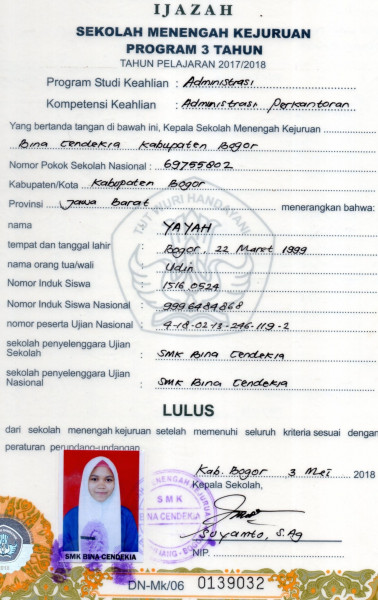 IJAZAH
SEKOLAH MENENGAH KEJURUAN
PROGRAM 3 TAHUN
TAHUN PELAJARAN 2017/2018
Program Studi Keahlian : Administrasi
Kompetensi Keahlian : Administrasi Perkantoran
Yang bertanda tangan di bawah ini, Kepala Sekolah Menengah Kejuruan
Bina Cendekia Kabupaten Bogor
Nomor Pokok Sekolah Nasional : 69755602
Kabupaten/Kota Kabupaten Bogor
Provinsi Jawa Barat menerangkan bahwa:
TUT WURI HANDAYANI
nama : YAYAH
tempat dan tanggal lahir : Bogor, 22 Maret 1999
nama orang tua/wali : Udin
Nomor Induk Siswa : 1516 0524
Nomor Induk Siswa Nasional : 9996484868
nomor peserta Ujian Nasional : 4-18-02-13-246-119-2
sekolah penyelenggara Ujian
Sekolah : SMK Bina Cendekia
sekolah penyelenggara Ujian
Nasional : SMK Bina Cendekia
LULUS
dari sekolah menengah kejuruan setelah memenuhi seluruh kriteria sesuai dengan
peraturan perundang-undangan
Kab. Bogor 3 Mei 2018
Kepala Sekolah,
MENENGAH KEJURUAN
SMK
BINA CENDEKIA
Suyamto, S.Ag
NIP.
SMK BINA CENDEKIA
DN-Mk/06 0139032